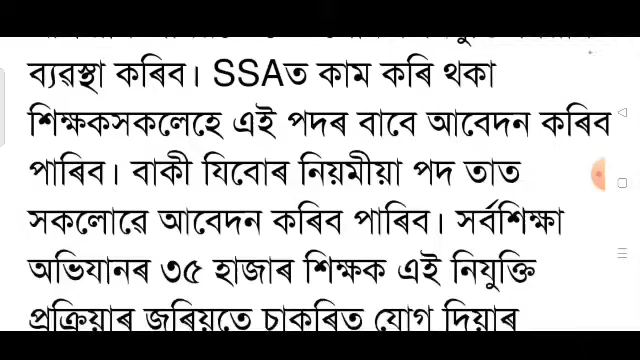 ব্যৱস্থা কৰিব। SSAত কাম কৰি থকা
শিক্ষকসকলেহে এই পদৰ বাবে আবেদন কৰিব
পাৰিব। বাকী যিবোৰ নিয়মীয়া পদ তাত
সকলোৱে আবেদন কৰিব পাৰিব। সৰ্বশিক্ষা
অভিযানৰ ৩৫ হাজাৰ শিক্ষক এই নিযুক্তি
প্ৰক্ৰিয়াৰ জৰিয়তে চাকৰিত যোগ দিয়াৰ